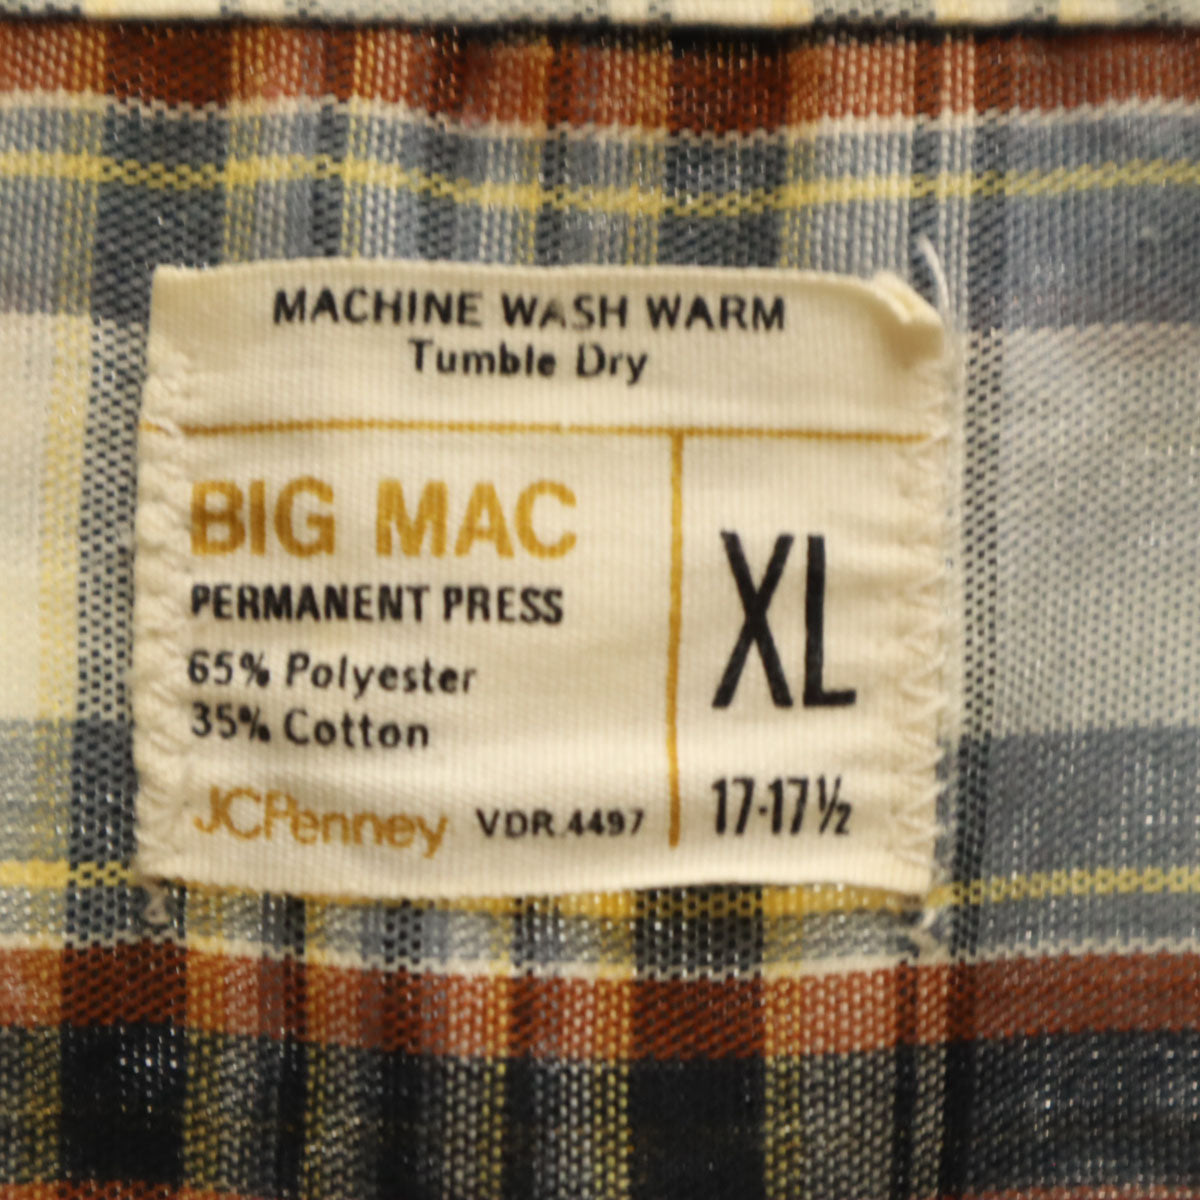 MACHINE WASH WARM
Tumble Dry
BIG MAC
PERMANENT PRESS
65% Polyester
35% Cotton
JCPenney VDR.4497
XL
17-17½